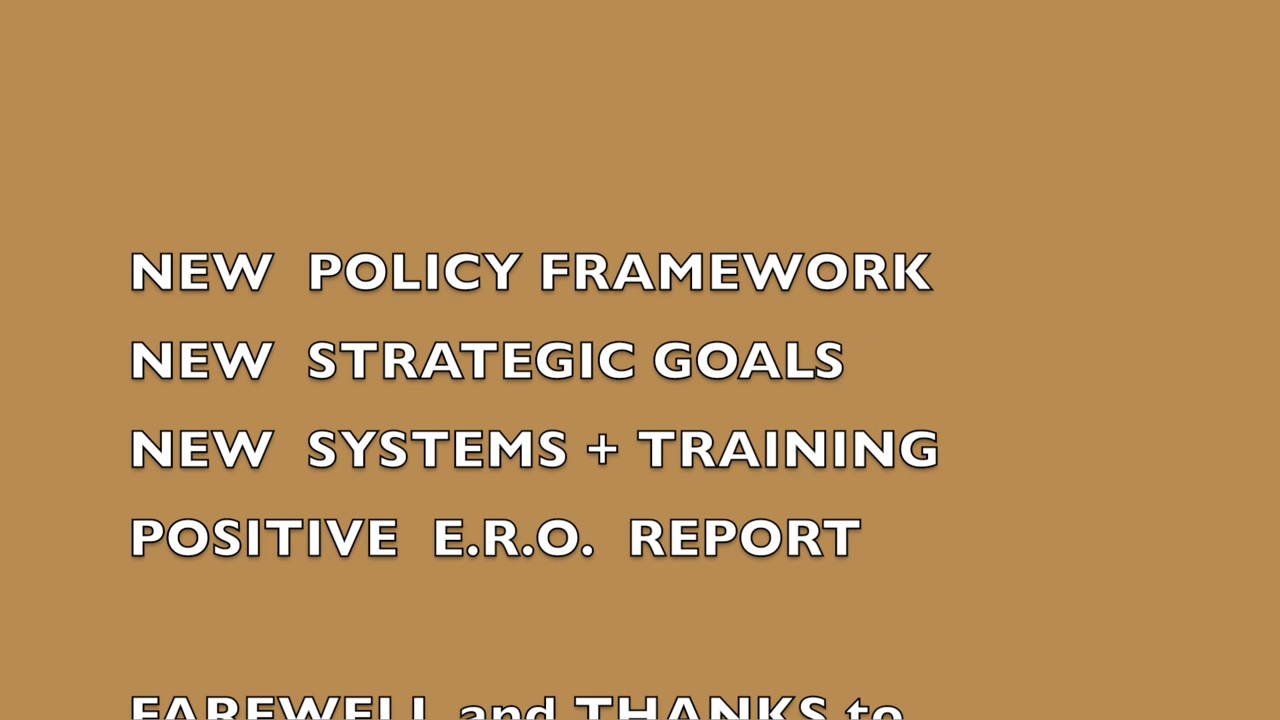 NEW POLICY FRAMEWORK
NEW STRATEGIC GOALS
NEW SYSTEMS + TRAINING
POSITIVE E.R.O. REPORT
FAREWELL and THANKS to